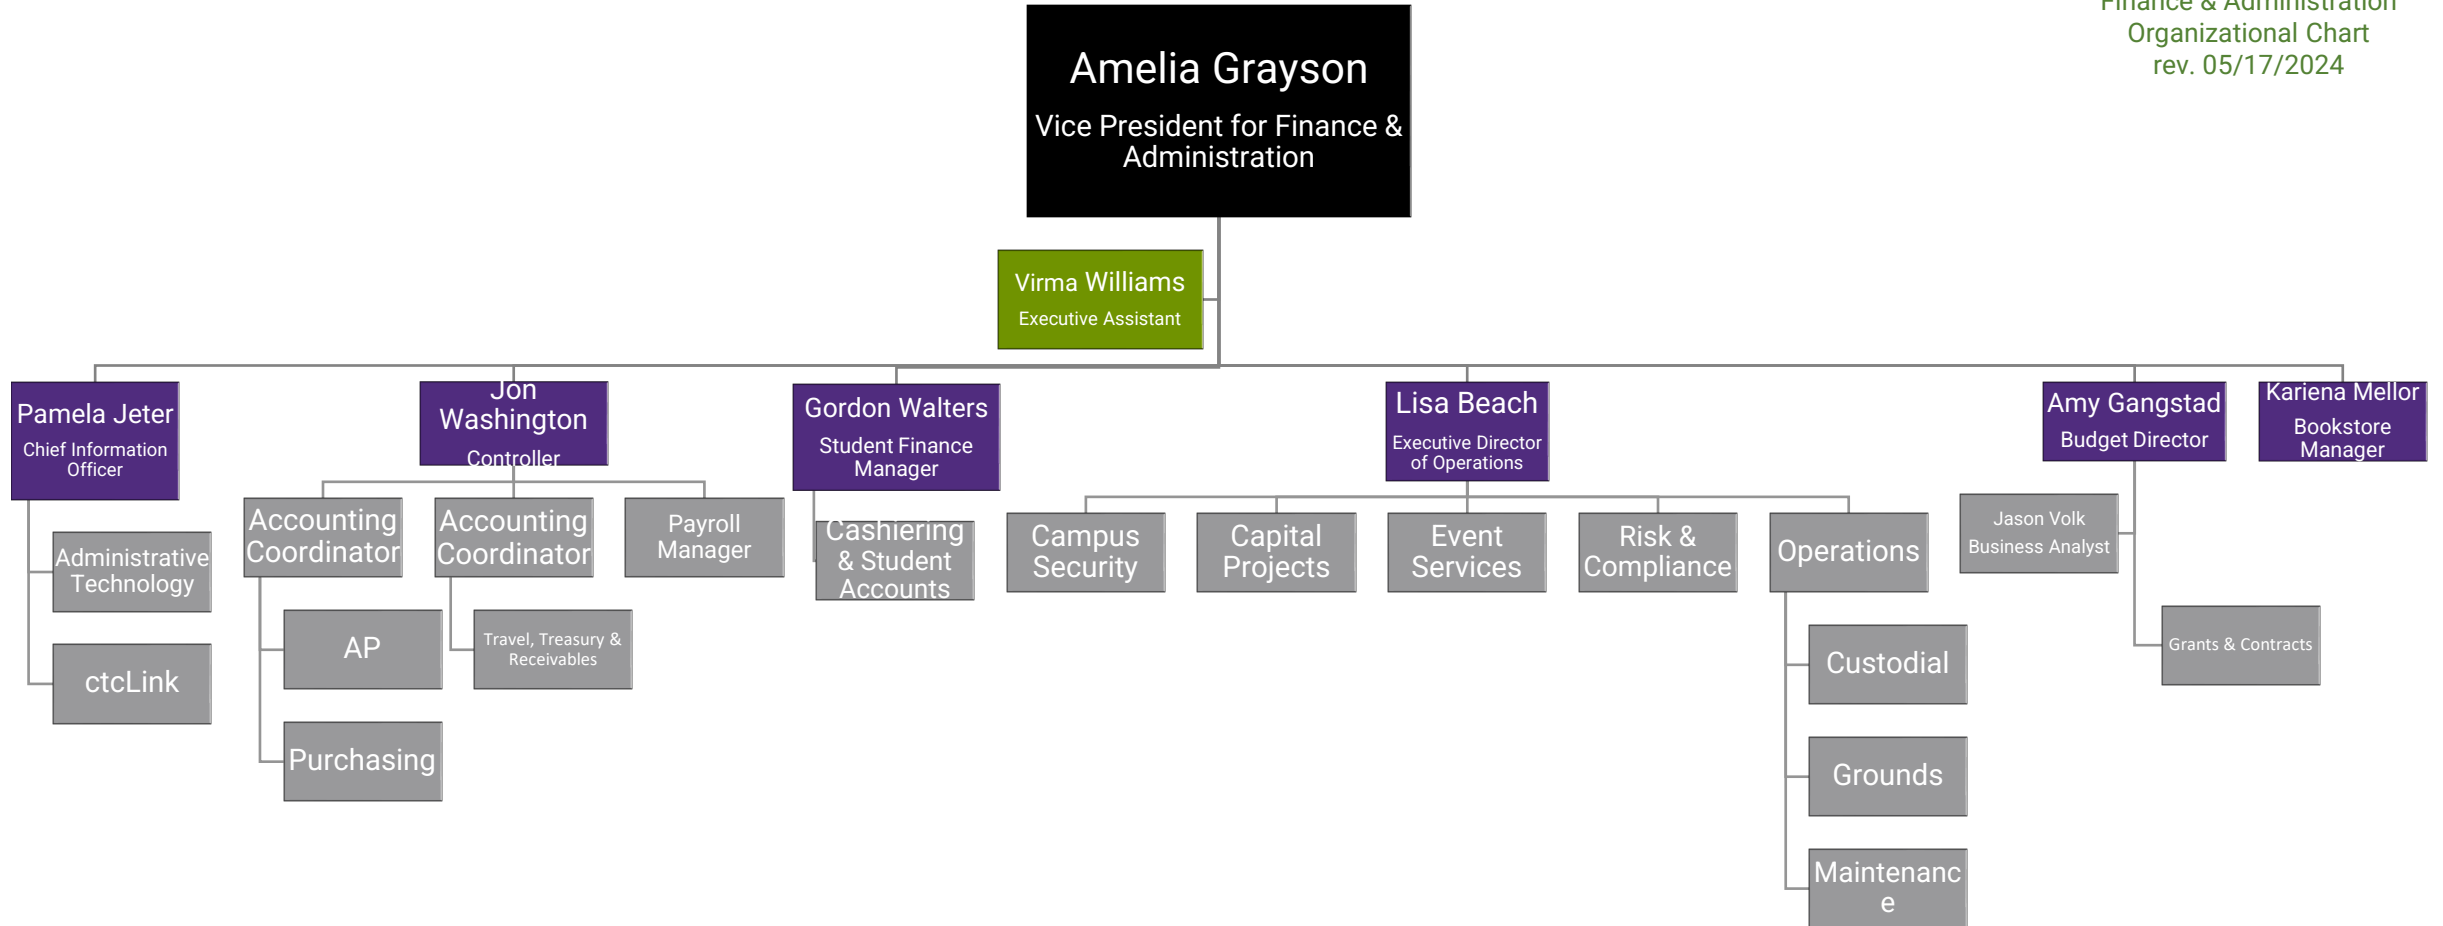 Finance & Administration
Organizational Chart
rev. 05/17/2024
Amelia Grayson
Vice President for Finance &
Administration
Virma Williams
Executive Assistant
Pamela Jeter
Chief Information
Officer
Jon
Washington
Controller
Gordon Walters
Student Finance
Manager
Lisa Beach
Executive Director
of Operations
Amy Gangstad
Budget Director
Kariena Mellor
Bookstore
Manager
Administrative
Technology
ctcLink
Accounting
Coordinator
AP
Purchasing
Accounting
Coordinator
Travel, Treasury &
Receivables
Payroll
Manager
Cashiering
& Student
Accounts
Campus
Security
Capital
Projects
Event
Services
Risk &
Compliance
Operations
Custodial
Grounds
Maintenanc
e
Jason Volk
Business Analyst
Grants & Contracts